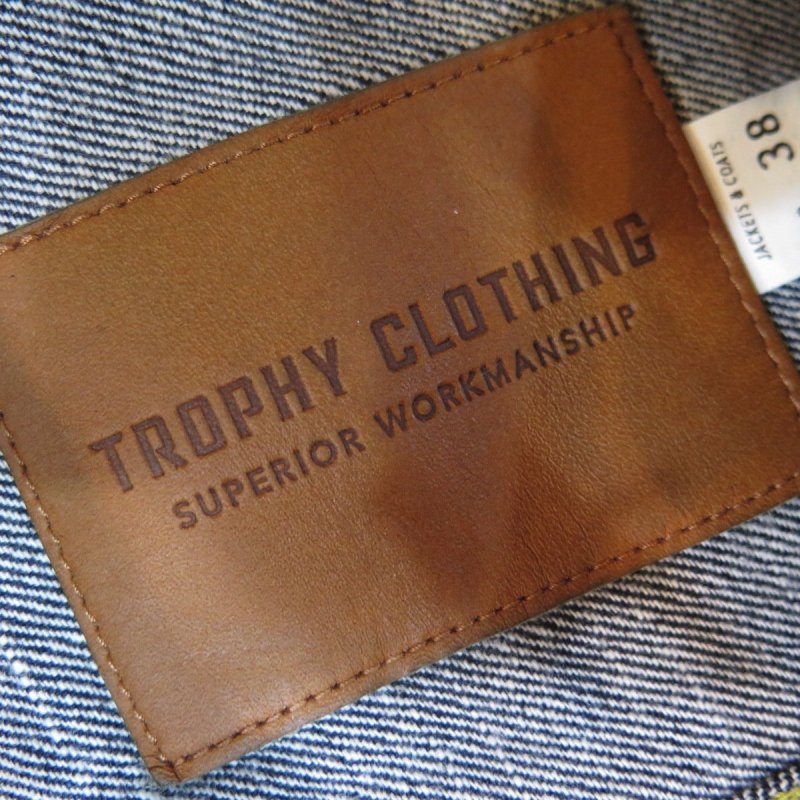 TROPHY CLOTHING
SUPERIOR WORKMANSHIP
38
JACKETS & COATS